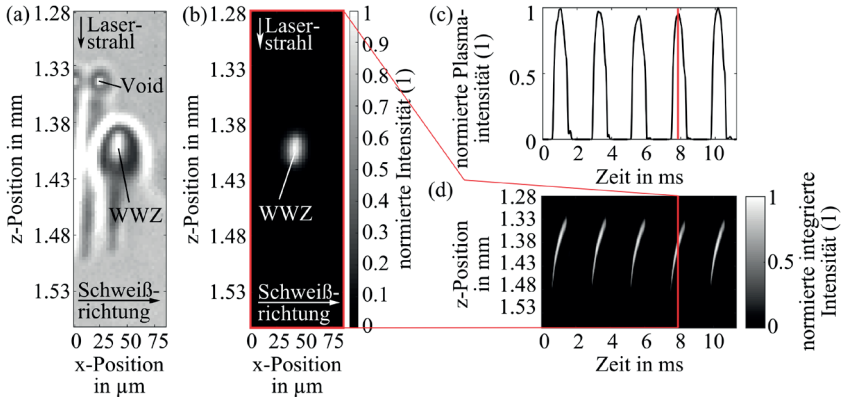 (a)
Laser-
strahl
Void
WWZ
Schweiß-
richtung
z-Position in mm
1.28
1.33
1.38
1.43
1.48
1.53
0 25 50 75
x-Position
in µm
(b)
Laser-
strahl
WWZ
Schweiß-
richtung
z-Position in mm
1.28
1.33
1.38
1.43
1.48
1.53
0 25 50 75
x-Position
in µm
1
0.9
0.8
0.7
0.6
0.5
0.4
0.3
0.2
0.1
0
normierte Intensität (1)
(c)
normierte Plasma-
intensität (1)
1
0.5
0
0 2 4 6 8 10
Zeit in ms
(d)
z-Position
in mm
1.28
1.33
1.38
1.43
1.48
1.53
0 2 4 6 8 10
Zeit in ms
1
0.5
0
normierte integrierte
Intensität (1)